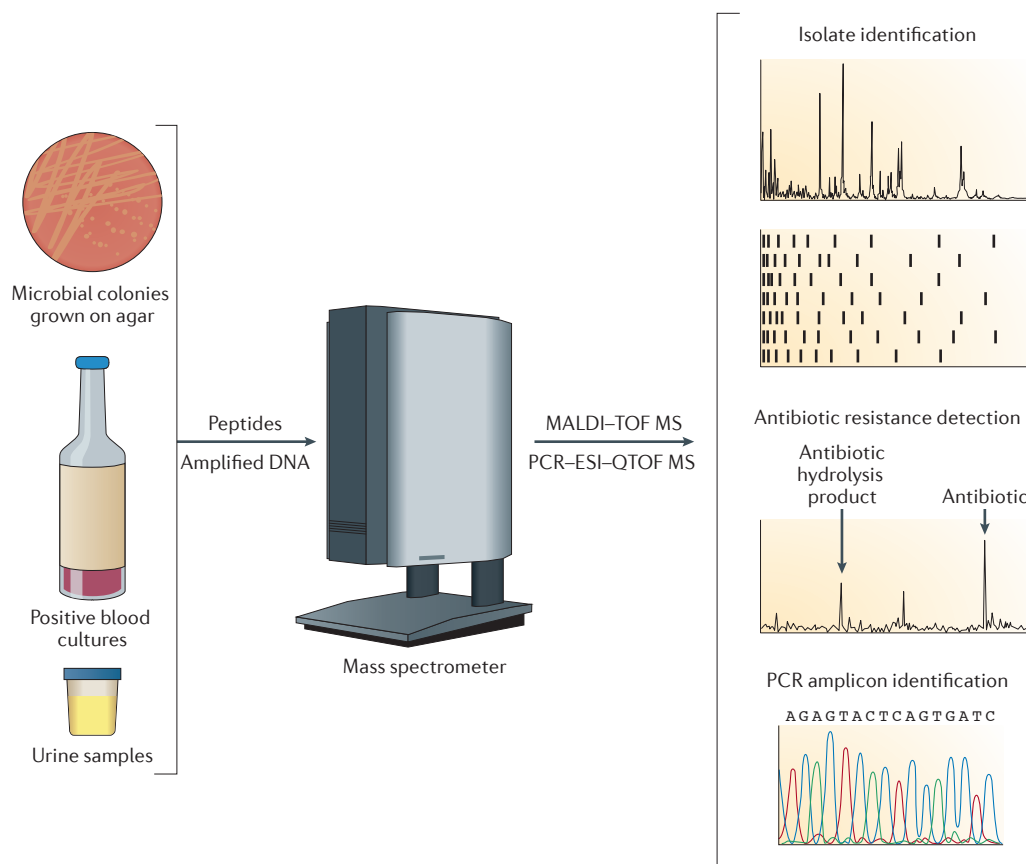 Microbial colonies
grown on agar
Positive blood
cultures
Urine samples
Peptides
Amplified DNA
Mass spectrometer
MALDI–TOF MS
PCR–ESI–QTOF MS
Isolate identification
Antibiotic resistance detection
Antibiotic
hydrolysis
product
Antibiotic
PCR amplicon identification
AGAGTACTCAGTGATC